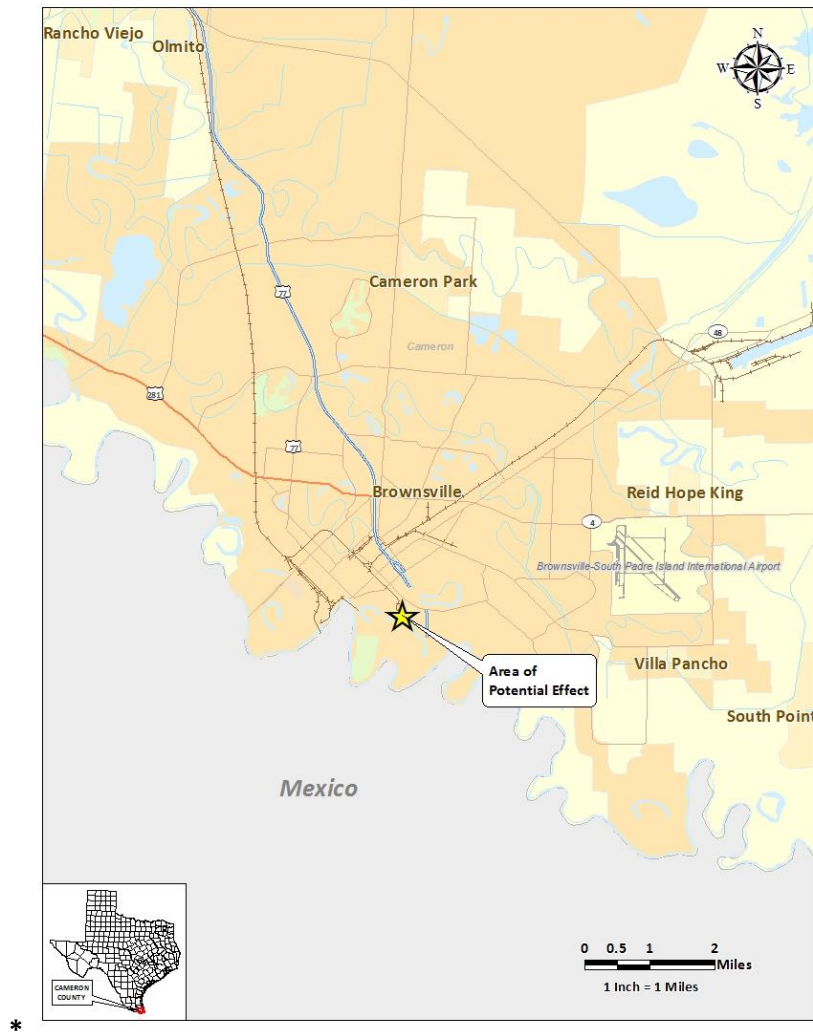 Rancho Viejo
Olmito
N
W E
S
77
Cameron Park
48
Cameron
281
77
Brownsville
Reid Hope King
4
Brownsville-South Padre Island International Airport
Area of
Potential Effect
Villa Pancho
South Point
Mexico
0 0.5 1 2
Miles
1 Inch = 1 Miles
CAMERON
COUNTY
*